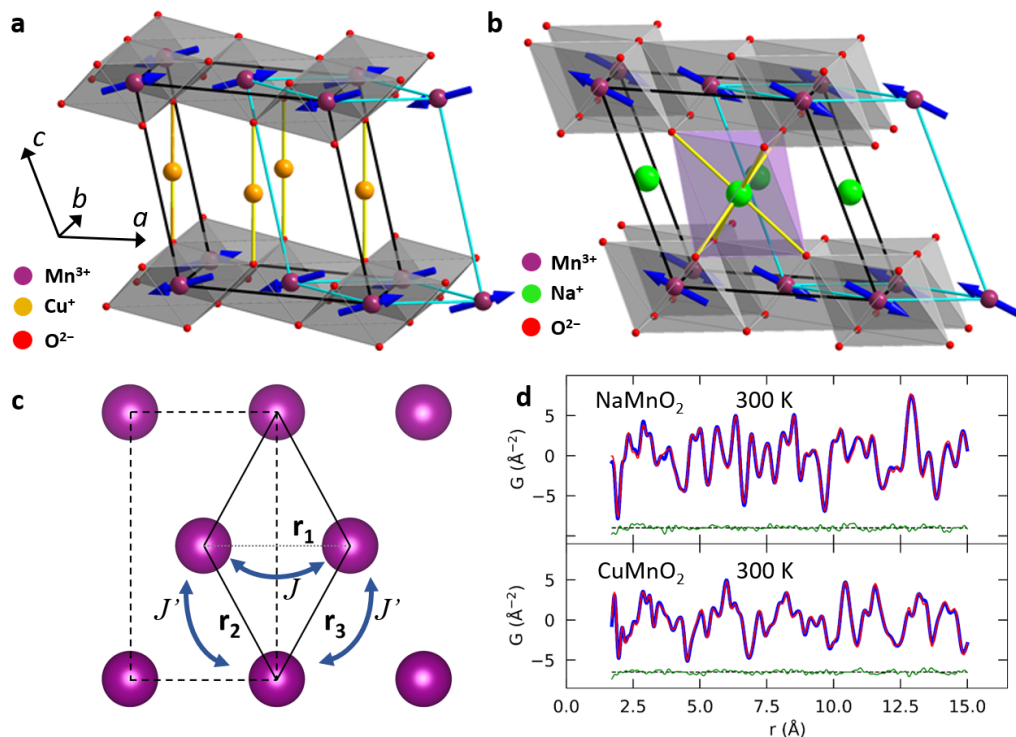 a
c
b
a
Mn³⁺
Cu⁺
O²⁻
b
Mn³⁺
Na⁺
O²⁻
c
r₁
J
J'
J'
r₂
r₃
d
NaMnO₂ 300 K
G (Å⁻²)
5
0
−5
CuMnO₂ 300 K
G (Å⁻²)
5
0
−5
0.0 2.5 5.0 7.5 10.0 12.5 15.0
r (Å)